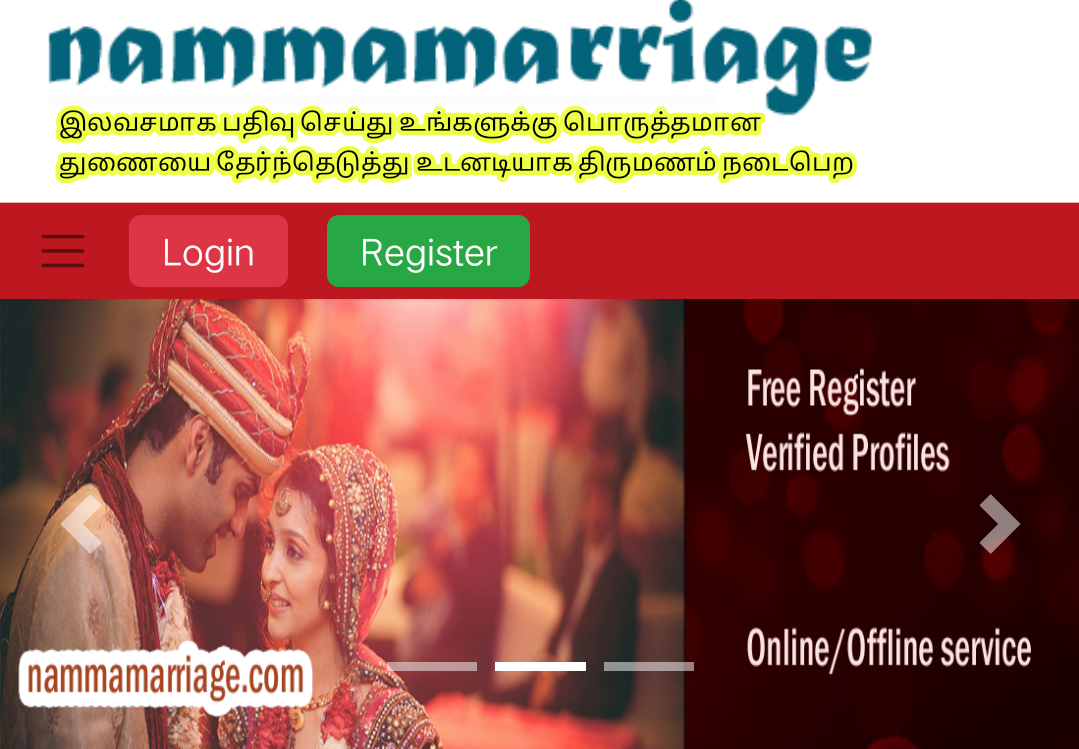 nammamarriage
இலவசமாக பதிவு செய்து உங்களுக்கு பொருத்தமான
துணையை தேர்ந்தெடுத்து உடனடியாக திருமணம் நடைபெற
Login
Register
Free Register
Verified Profiles
Online/Offline service
nammamarriage.com